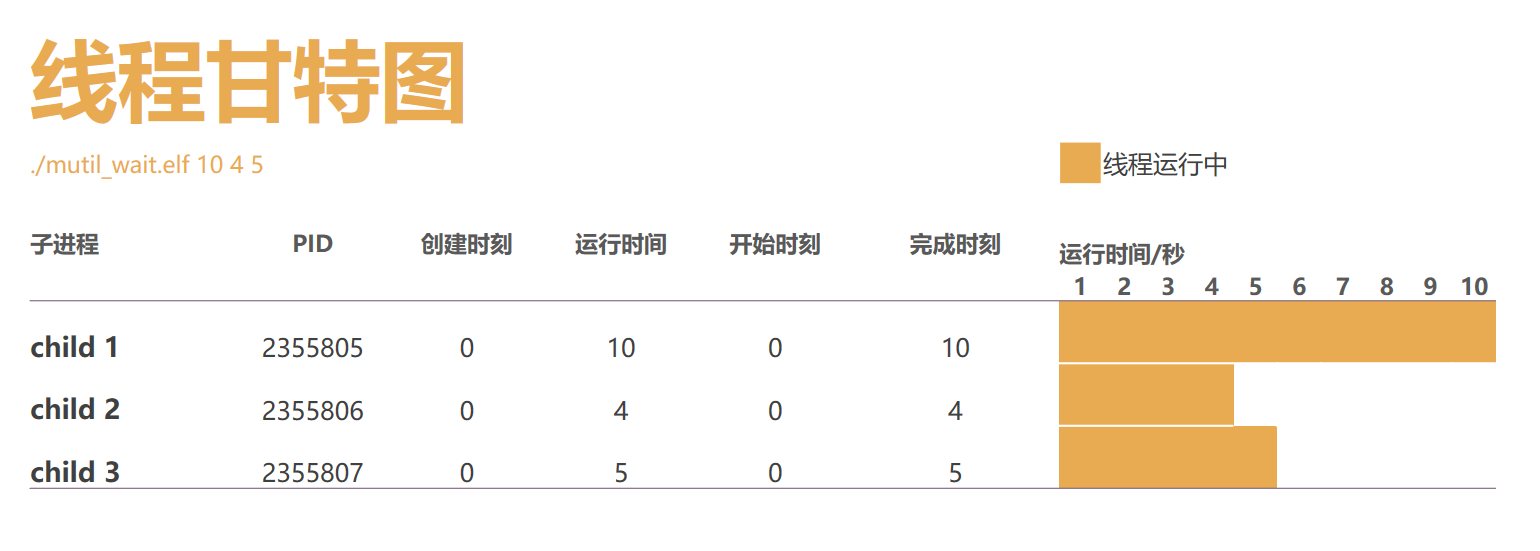 线程甘特图
./mutil_wait.elf 10 4 5
线程运行中
子进程 PID 创建时刻 运行时间 开始时刻 完成时刻 运行时间/秒
1 2 3 4 5 6 7 8 9 10
child 1 2355805 0 10 0 10
child 2 2355806 0 4 0 4
child 3 2355807 0 5 0 5